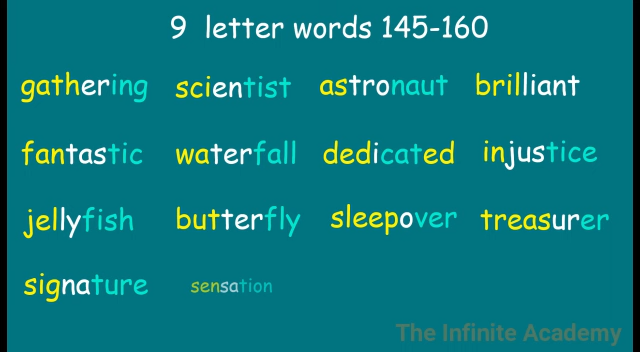 9 letter words 145-160
gathering scientist astronaut brilliant
fantastic waterfall dedicated injustice
jellyfish butterfly sleepover treasurer
signature sensation
The Infinite Academy